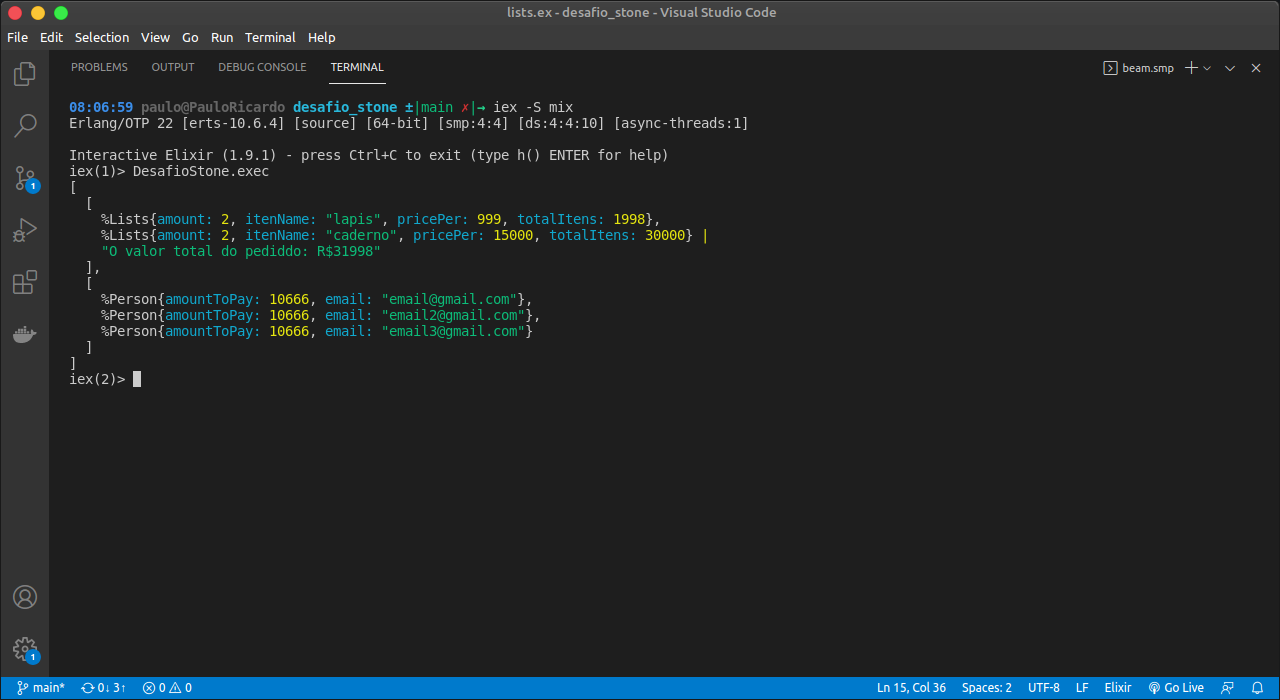 lists.ex - desafio_stone - Visual Studio Code
File Edit Selection View Go Run Terminal Help
PROBLEMS OUTPUT DEBUG CONSOLE TERMINAL beam.smp
08:06:59 paulo@PauloRicardo desafio_stone ±|main ✗|→ iex -S mix
Erlang/OTP 22 [erts-10.6.4] [source] [64-bit] [smp:4:4] [ds:4:4:10] [async-threads:1]
Interactive Elixir (1.9.1) - press Ctrl+C to exit (type h() ENTER for help)
iex(1)> DesafioStone.exec
[
  [
    %Lists{amount: 2, itenName: "lapis", pricePer: 999, totalItens: 1998},
    %Lists{amount: 2, itenName: "caderno", pricePer: 15000, totalItens: 30000} |
    "O valor total do pediddo: R$31998"
  ],
  [
    %Person{amountToPay: 10666, email: "email@gmail.com"},
    %Person{amountToPay: 10666, email: "email2@gmail.com"},
    %Person{amountToPay: 10666, email: "email3@gmail.com"}
  ]
]
iex(2)>
1
1
main* 0↓ 3↑ 0 0 Ln 15, Col 36 Spaces: 2 UTF-8 LF Elixir Go Live